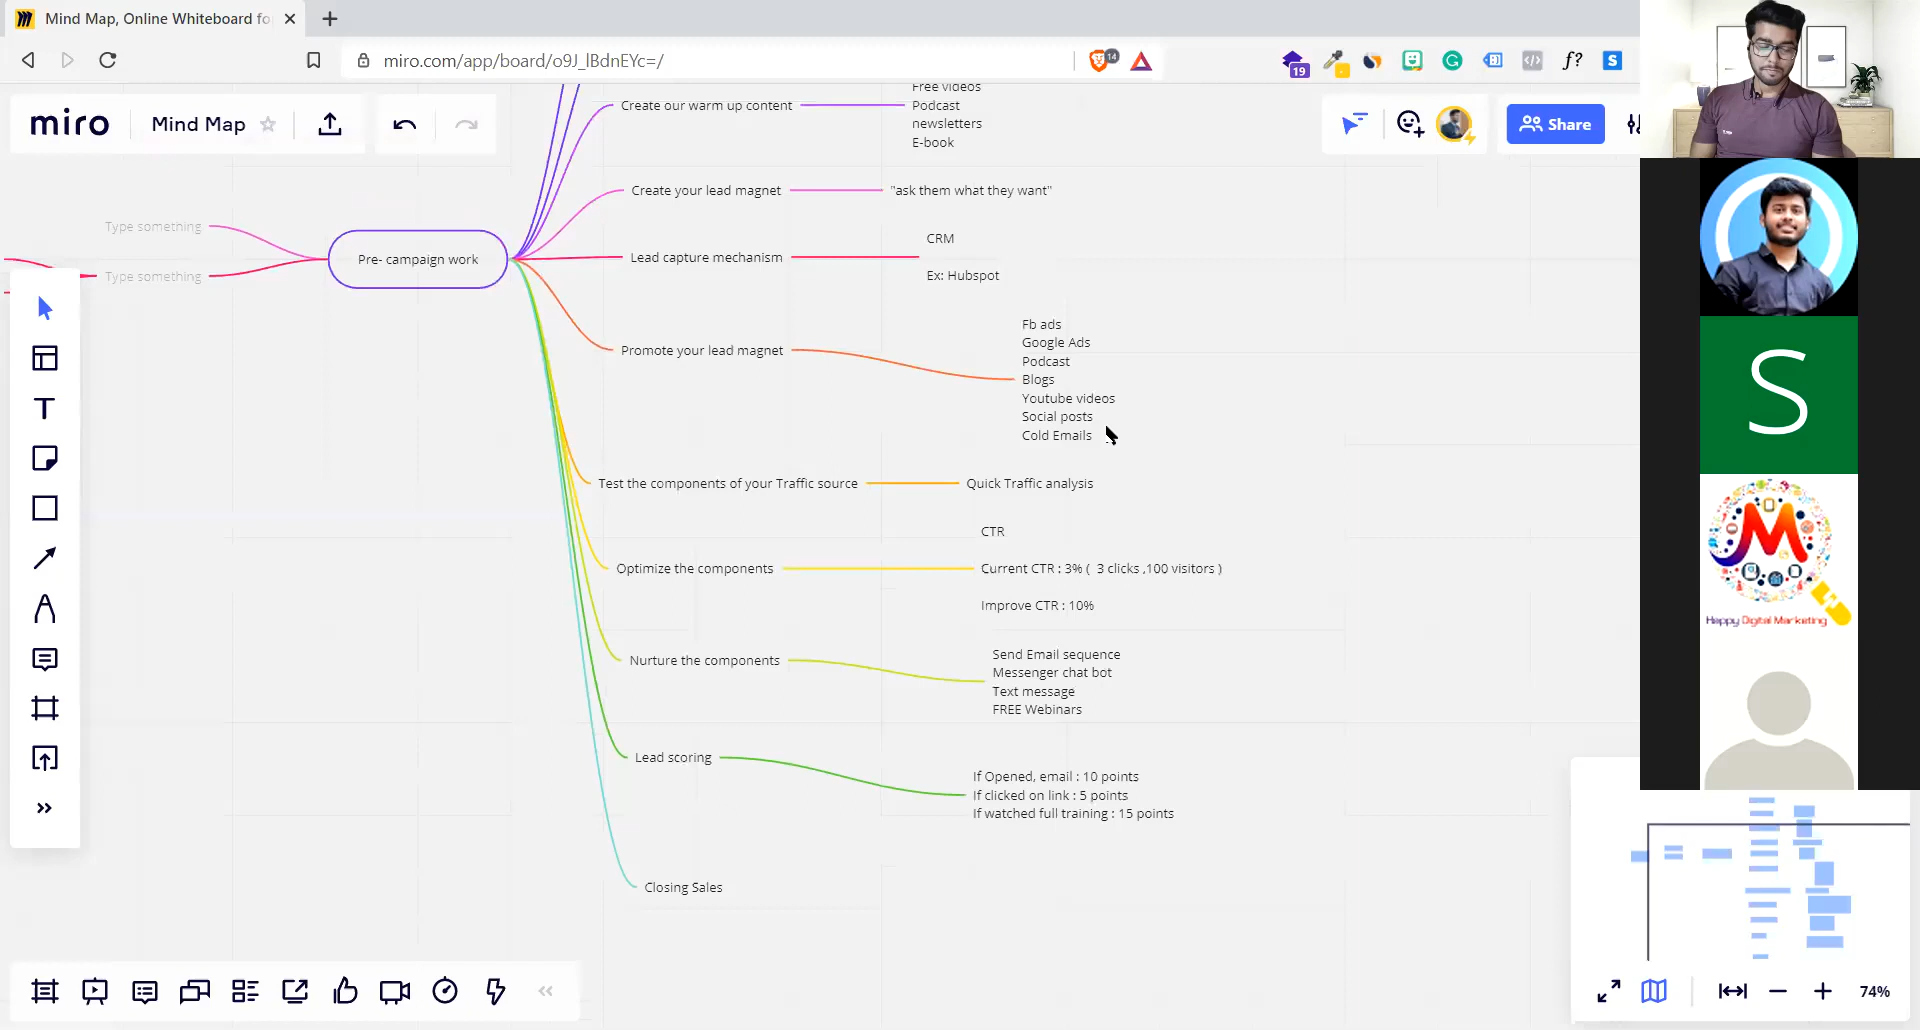 Mind Map, Online Whiteboard fo
miro.com/app/board/o9J_lBdnEYc=/
14
19
f?
S
miro
Mind Map
Share
Free videos
Create our warm up content
Podcast
newsletters
E-book
Create your lead magnet
"ask them what they want"
Type something
Pre- campaign work
Type something
CRM
Lead capture mechanism
Ex: Hubspot
Fb ads
Google Ads
Promote your lead magnet
Podcast
Blogs
Youtube videos
Social posts
Cold Emails
Test the components of your Traffic source
Quick Traffic analysis
CTR
Optimize the components
Current CTR : 3% ( 3 clicks ,100 visitors )
Improve CTR : 10%
Nurture the components
Send Email sequence
Messenger chat bot
Text message
FREE Webinars
Lead scoring
If Opened, email : 10 points
If clicked on link : 5 points
If watched full training : 15 points
Closing Sales
S
M
Happy Digital Marketing
74%